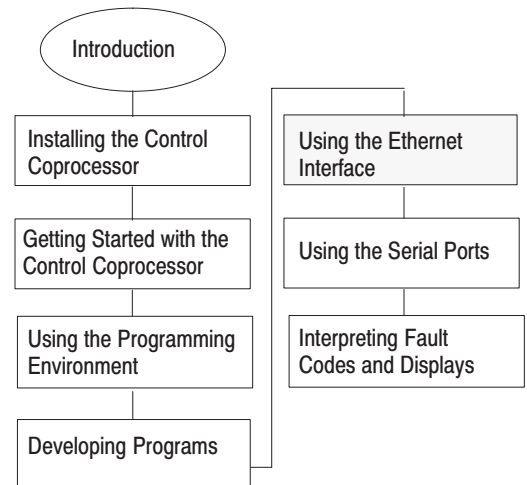 Introduction
Installing the Control
Coprocessor
Getting Started with the
Control Coprocessor
Using the Programming
Environment
Developing Programs
Using the Ethernet
Interface
Using the Serial Ports
Interpreting Fault
Codes and Displays